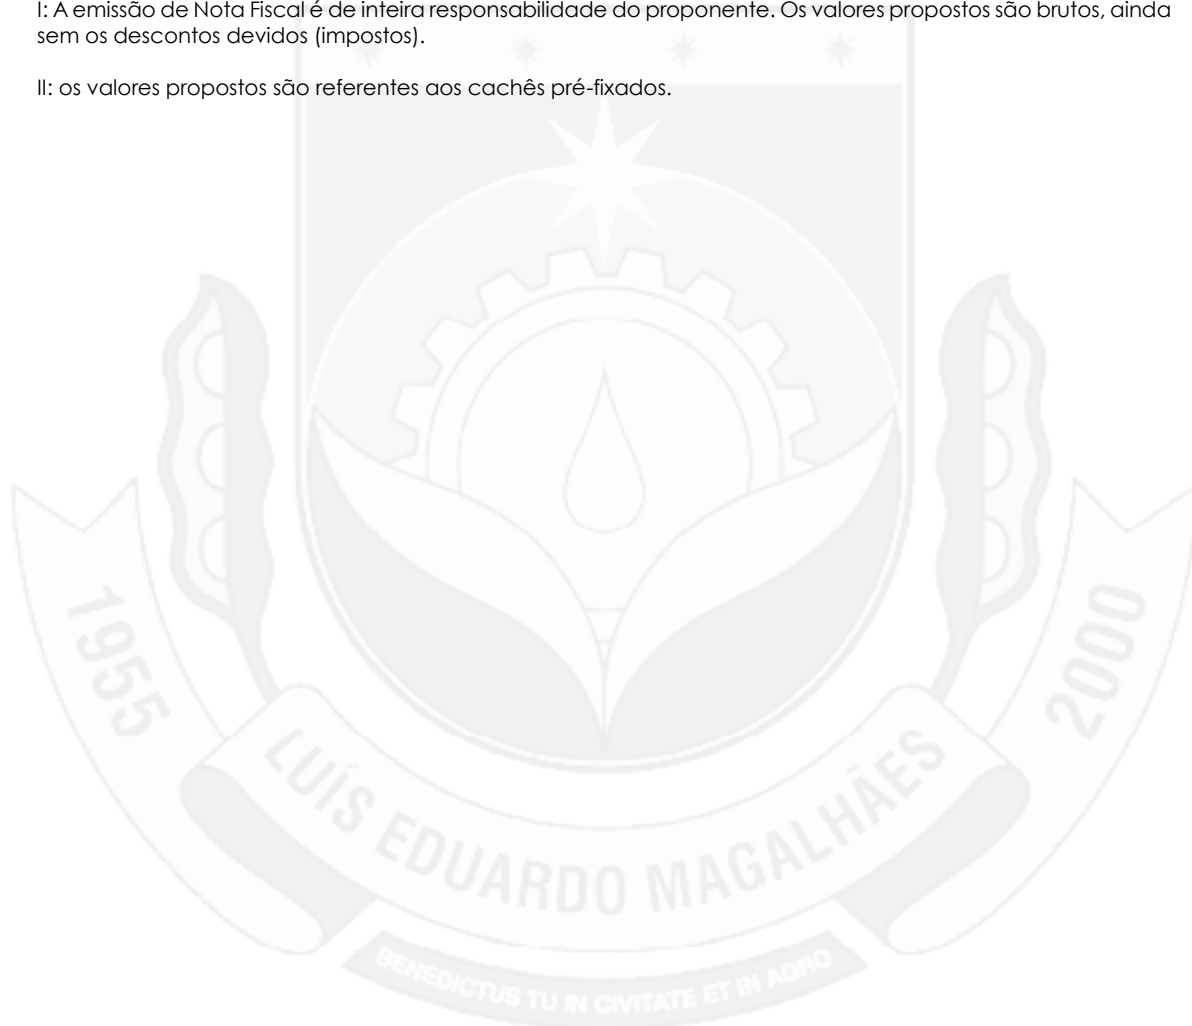 I: A emissão de Nota Fiscal é de inteira responsabilidade do proponente. Os valores propostos são brutos, ainda
sem os descontos devidos (impostos).
II: os valores propostos são referentes aos cachês pré-fixados.
1955
2000
LUÍS EDUARDO MAGALHÃES
BENEDICTUS TU IN CIVITATE ET IN AGRO